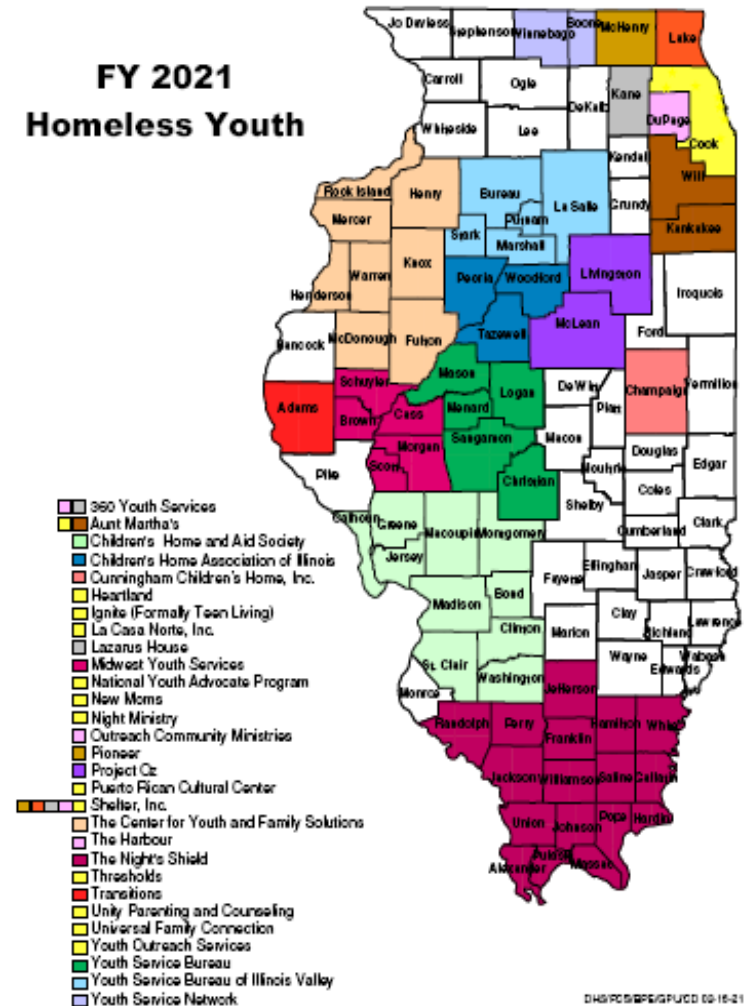 FY 2021
Homeless Youth
Jo Daviess
Stephenson
Winnebago
Boone
McHenry
Lake
Carroll
Ogle
DeKalb
Kane
DuPage
Cook
Whiteside
Lee
Kendall
Will
Rock Island
Henry
Bureau
La Salle
Grundy
Kankakee
Mercer
Putnam
Stark
Marshall
Knox
Warren
Henderson
Peoria
Woodford
Livingston
Iroquois
Hancock
McDonough
Fulton
Tazewell
McLean
Ford
Mason
Logan
De Witt
Champaign
Vermilion
Schuyler
Adams
Brown
Cass
Menard
Piatt
Macon
Sangamon
Morgan
Scott
Pike
Douglas
Edgar
Moultrie
Coles
Christian
Shelby
Cumberland
Clark
Calhoun
Greene
Macoupin
Montgomery
Jersey
Fayette
Effingham
Jasper
Crawford
Madison
Bond
Clay
Clinton
Marion
Richland
Lawrence
St. Clair
Washington
Wayne
Edwards
Wabash
Monroe
Jefferson
Randolph
Perry
Hamilton
White
Franklin
Jackson
Williamson
Saline
Gallatin
Union
Johnson
Pope
Hardin
Alexander
Pulaski
Massac
360 Youth Services
Aunt Martha's
Children's Home and Aid Society
Children's Home Association of Illinois
Cunningham Children's Home, Inc.
Heartland
Ignite (Formally Teen Living)
La Casa Norte, Inc.
Lazarus House
Midwest Youth Services
National Youth Advocate Program
New Moms
Night Ministry
Outreach Community Ministries
Pioneer
Project Oz
Puerto Rican Cultural Center
Shelter, Inc.
The Center for Youth and Family Solutions
The Harbour
The Night's Shield
Thresholds
Transitions
Unity Parenting and Counseling
Universal Family Connection
Youth Outreach Services
Youth Service Bureau
Youth Service Bureau of Illinois Valley
Youth Service Network